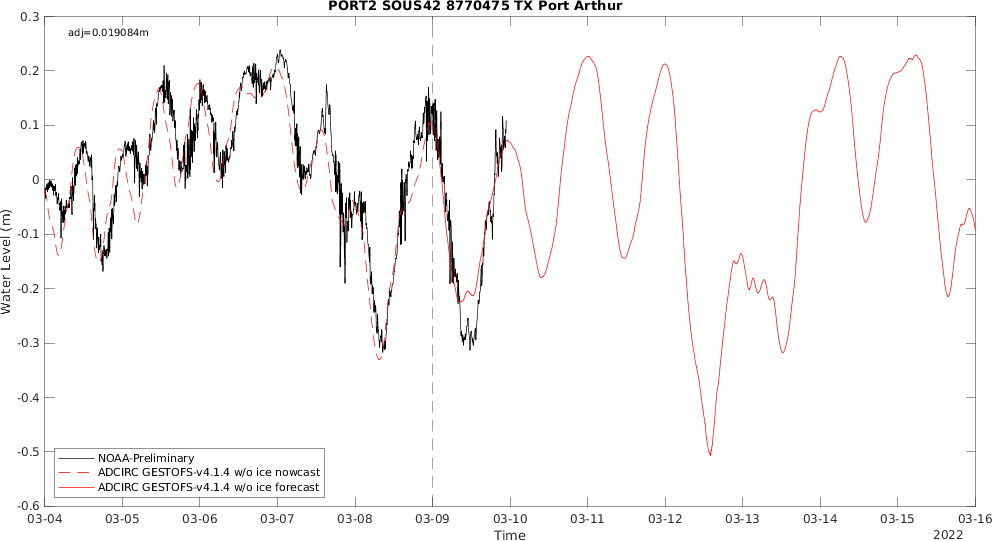 PORT2 SOUS42 8770475 TX Port Arthur
adj=0.019084m
0.3
0.2
0.1
0
-0.1
-0.2
-0.3
-0.4
-0.5
-0.6
Water Level (m)
NOAA-Preliminary
ADCIRC GESTOFS-v4.1.4 w/o ice nowcast
ADCIRC GESTOFS-v4.1.4 w/o ice forecast
03-04 03-05 03-06 03-07 03-08 03-09 03-10 03-11 03-12 03-13 03-14 03-15 03-16
Time
2022